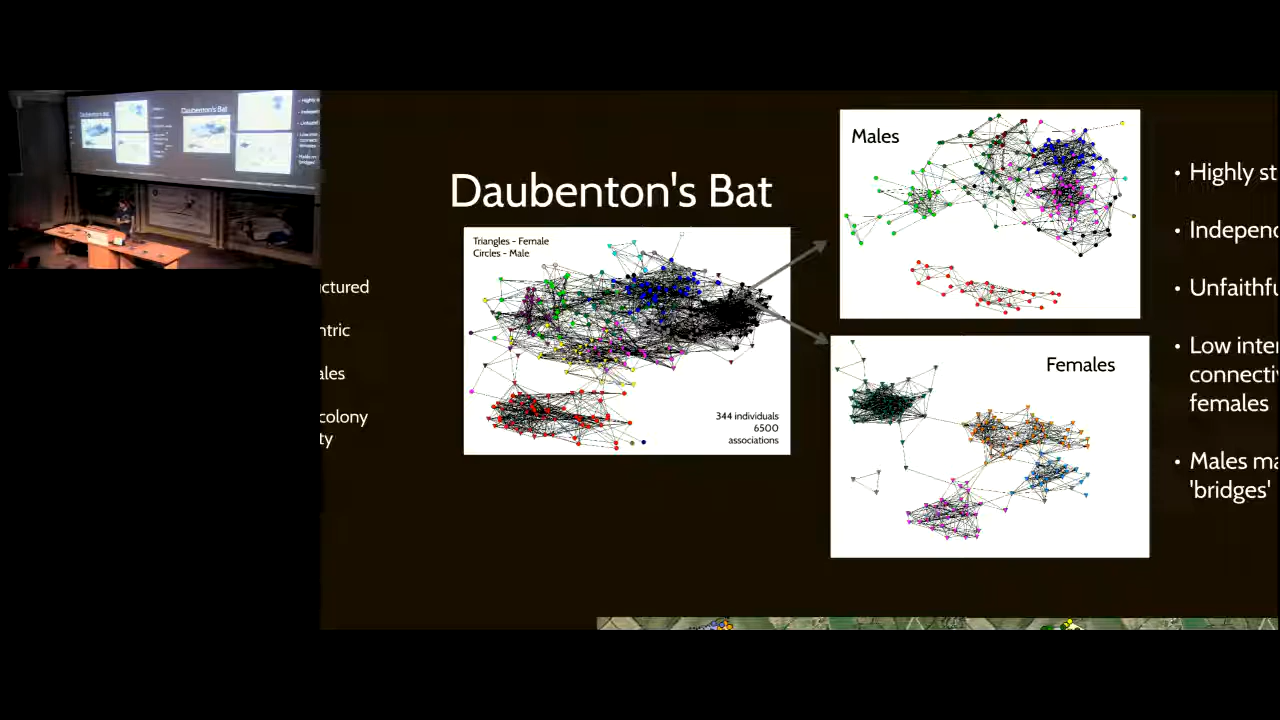 Daubenton's Bat
Triangles - Female
Circles - Male
344 individuals
6500
associations
Males
Females
ctured
ntric
ales
colony
ty
• Highly st
• Independ
• Unfaithfu
• Low inter
connectiv
females
• Males ma
'bridges'